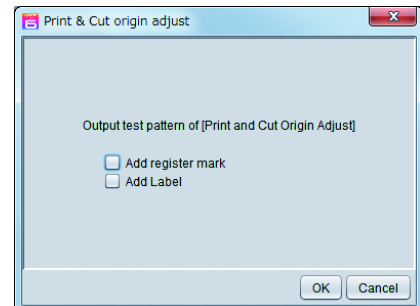 Print & Cut origin adjust
Output test pattern of [Print and Cut Origin Adjust]
Add register mark
Add Label
OK
Cancel